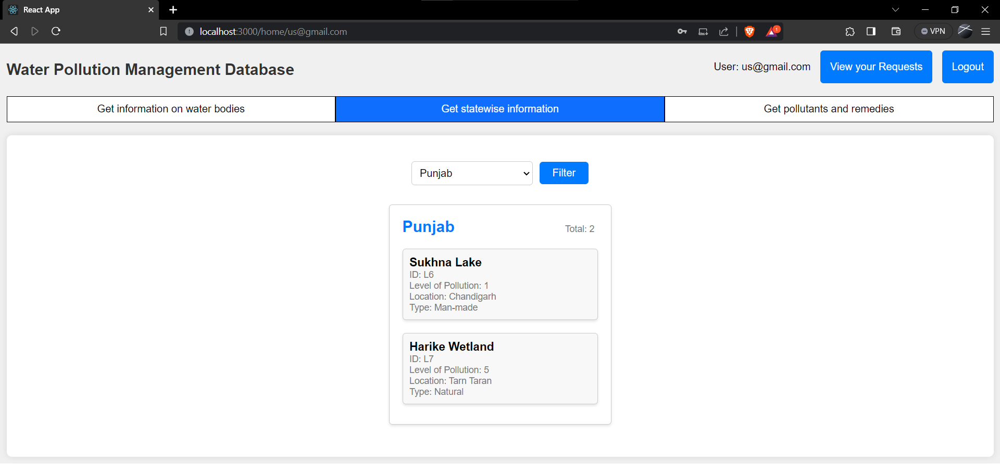 React App
localhost:3000/home/us@gmail.com
1
VPN
Water Pollution Management Database
User: us@gmail.com
View your Requests
Logout
Get information on water bodies
Get statewise information
Get pollutants and remedies
Punjab
Filter
Punjab
Total: 2
Sukhna Lake
ID: L6
Level of Pollution: 1
Location: Chandigarh
Type: Man-made
Harike Wetland
ID: L7
Level of Pollution: 5
Location: Tarn Taran
Type: Natural